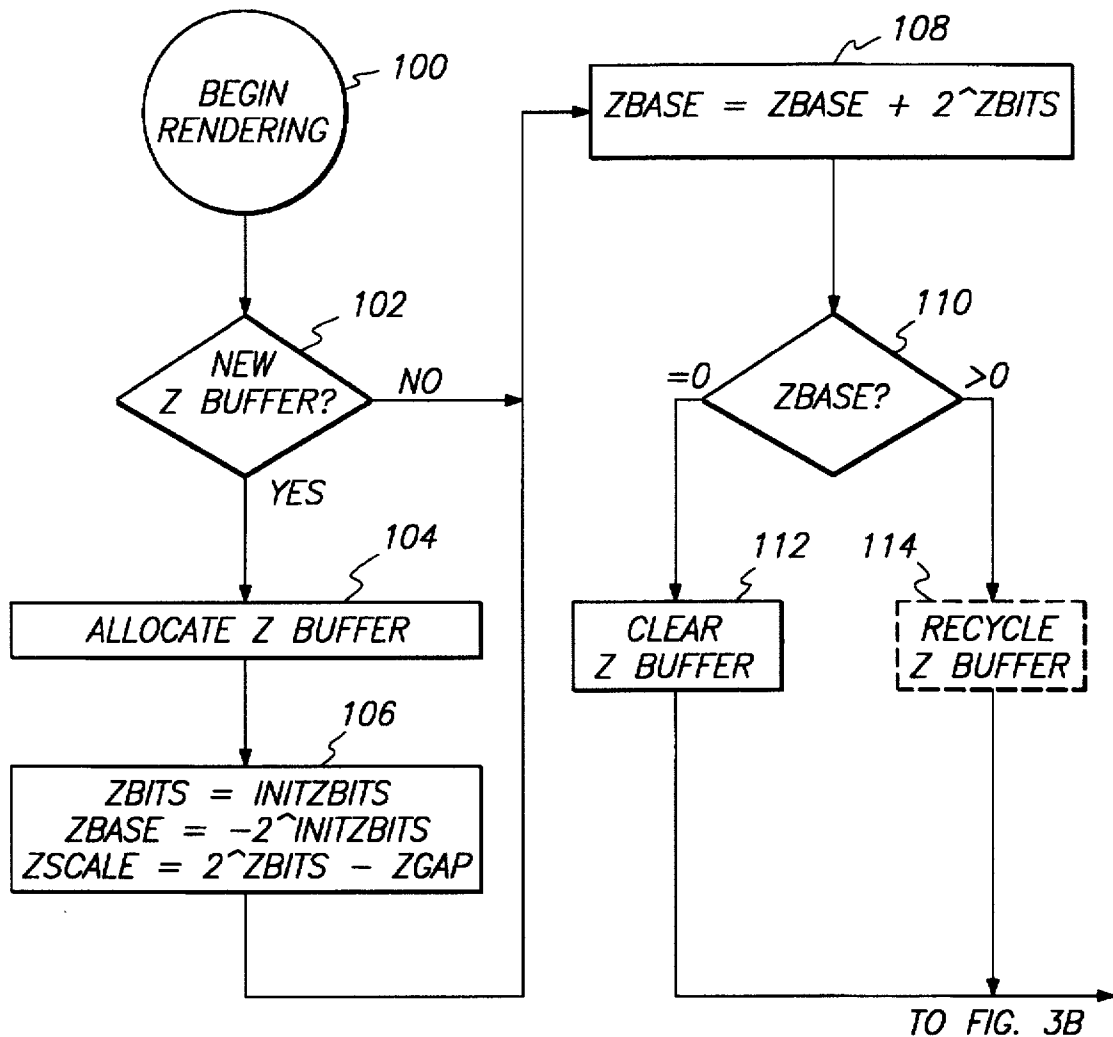 100
BEGIN
RENDERING
102
NEW
Z BUFFER?
NO
YES
104
ALLOCATE Z BUFFER
106
ZBITS = INITZBITS
ZBASE = -2^INITZBITS
ZSCALE = 2^ZBITS - ZGAP
108
ZBASE = ZBASE + 2^ZBITS
110
=0
>0
ZBASE?
112
CLEAR
Z BUFFER
114
RECYCLE
Z BUFFER
TO FIG. 3B